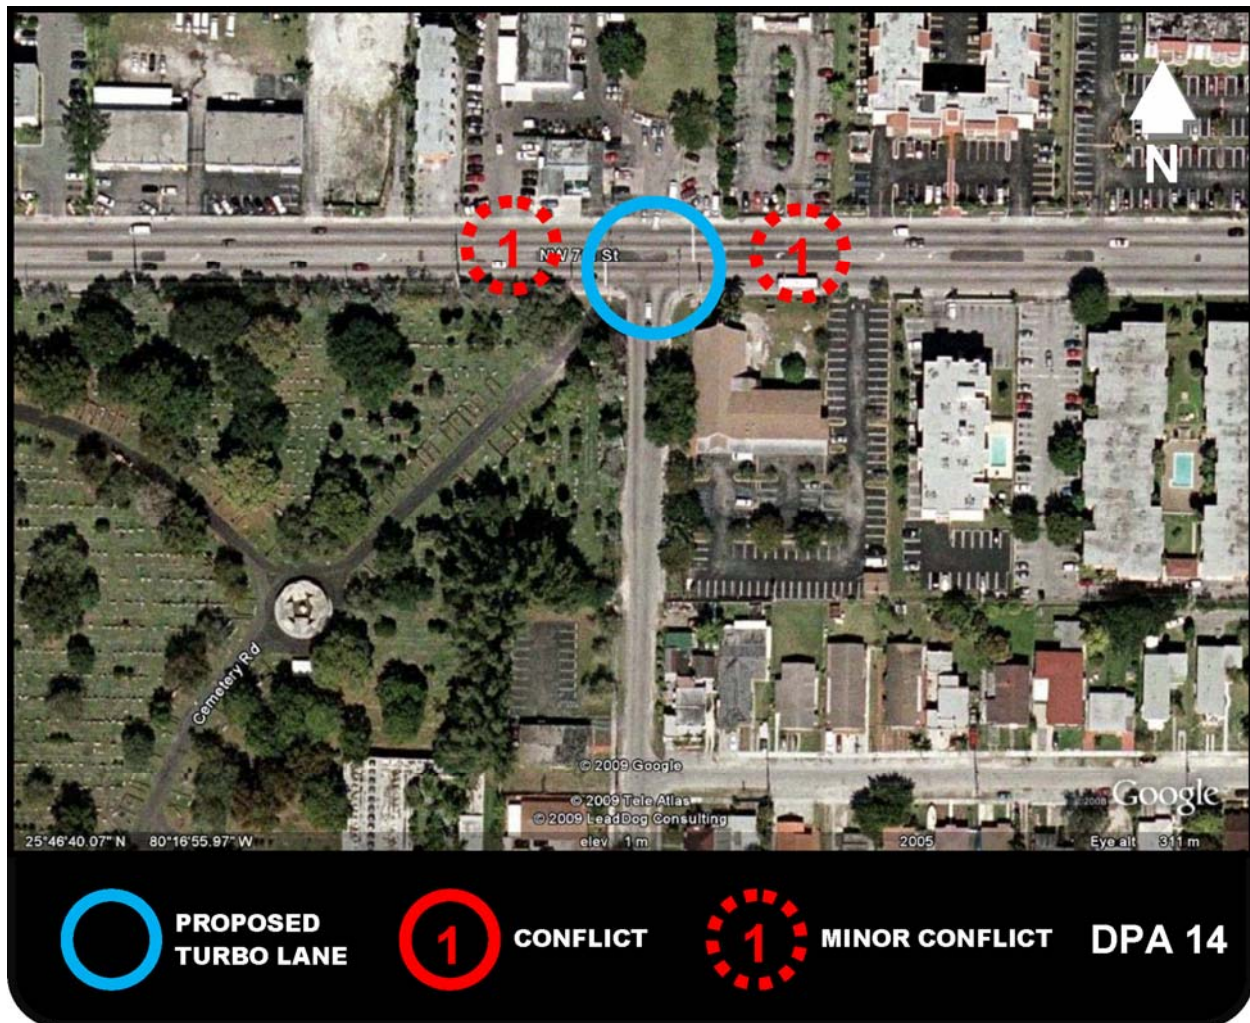 N
1
1
NW 7th St
Cemetery Rd
© 2009 Google
© 2009 Tele Atlas
© 2009 LeadDog Consulting
© 2008
Google
25°46'40.07" N 80°16'55.97" W
elev 1 m
2005
Eye alt 311 m
PROPOSED
TURBO LANE
1
CONFLICT
1
MINOR CONFLICT
DPA 14